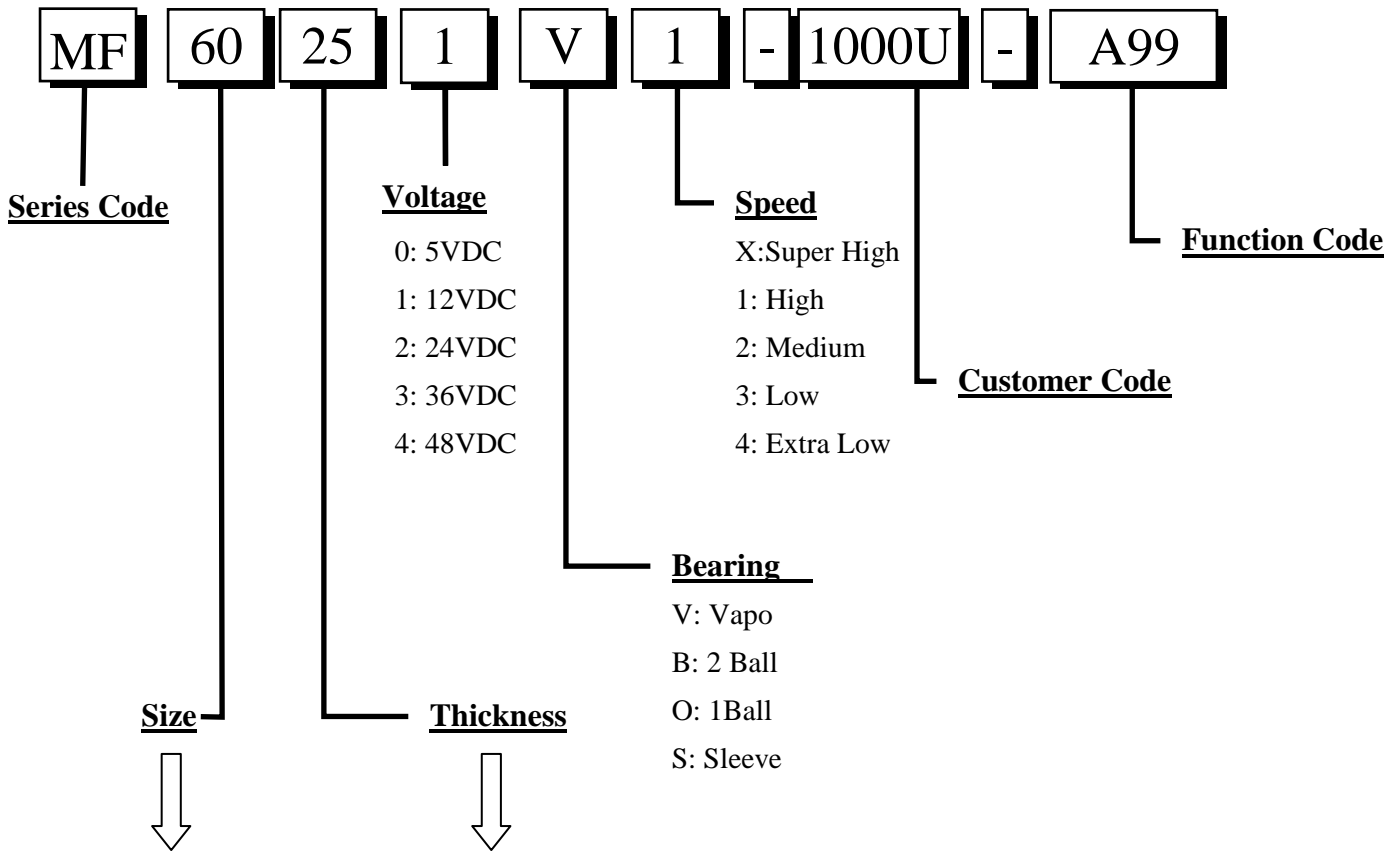 MF 60 25 1 V 1 - 1000U - A99
Series Code
Voltage
0: 5VDC
1: 12VDC
2: 24VDC
3: 36VDC
4: 48VDC
Speed
X:Super High
1: High
2: Medium
3: Low
4: Extra Low
Function Code
Customer Code
Bearing
V: Vapo
B: 2 Ball
O: 1Ball
S: Sleeve
Size
Thickness